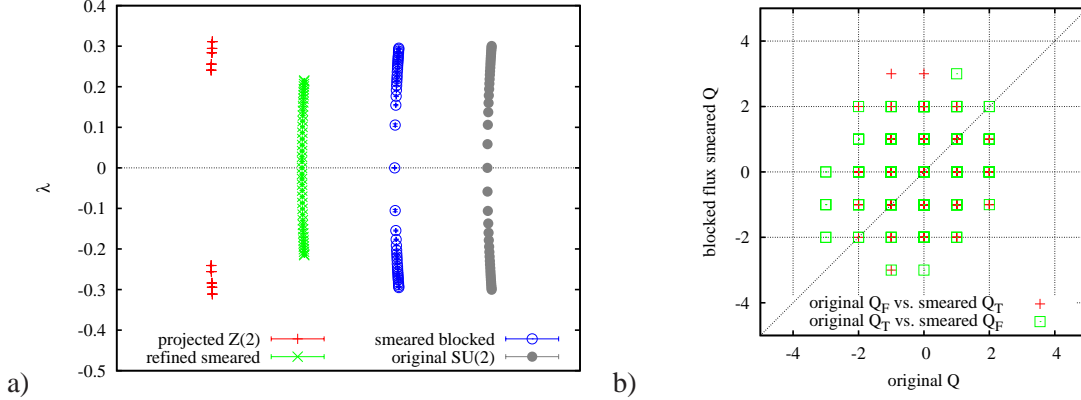 0.4
0.3
0.2
0.1
0
-0.1
-0.2
-0.3
-0.4
-0.5
λ
projected Z(2)
refined smeared
smeared blocked
original SU(2)
a)
4
2
0
-2
-4
blocked flux smeared Q
original Q_F vs. smeared Q_T
original Q_T vs. smeared Q_F
-4 -2 0 2 4
original Q
b)